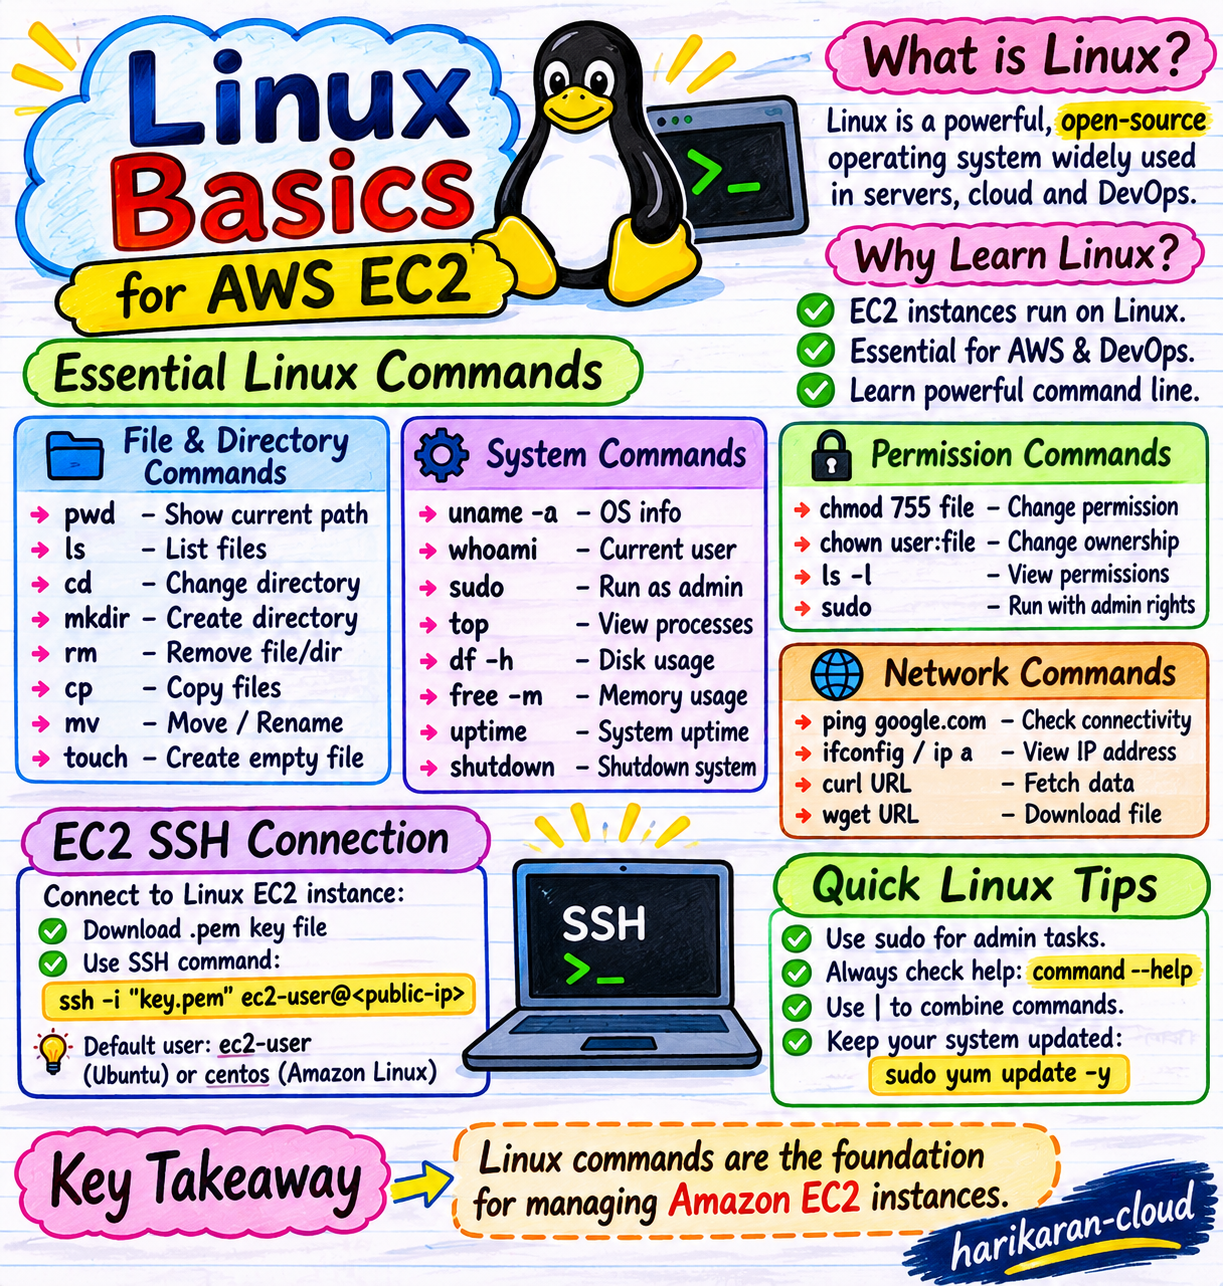 Linux
Basics
for AWS EC2
What is Linux?
Linux is a powerful, open-source
operating system widely used
in servers, cloud and DevOps.
Why Learn Linux?
EC2 instances run on Linux.
Essential for AWS & DevOps.
Learn powerful command line.
Essential Linux Commands
File & Directory
Commands
→ pwd – Show current path
→ ls – List files
→ cd – Change directory
→ mkdir – Create directory
→ rm – Remove file/dir
→ cp – Copy files
→ mv – Move / Rename
→ touch – Create empty file
System Commands
→ uname -a – OS info
→ whoami – Current user
→ sudo – Run as admin
→ top – View processes
→ df -h – Disk usage
→ free -m – Memory usage
→ uptime – System uptime
→ shutdown – Shutdown system
Permission Commands
→ chmod 755 file – Change permission
→ chown user:file – Change ownership
→ ls -l – View permissions
→ sudo – Run with admin rights
Network Commands
→ ping google.com – Check connectivity
→ ifconfig / ip a – View IP address
→ curl URL – Fetch data
→ wget URL – Download file
EC2 SSH Connection
Connect to Linux EC2 instance:
Download .pem key file
Use SSH command:
ssh -i "key.pem" ec2-user@<public-ip>
Default user: ec2-user
(Ubuntu) or centos (Amazon Linux)
SSH
>_
Quick Linux Tips
Use sudo for admin tasks.
Always check help: command --help
Use | to combine commands.
Keep your system updated:
sudo yum update -y
Key Takeaway
Linux commands are the foundation
for managing Amazon EC2 instances.
harikaran-cloud